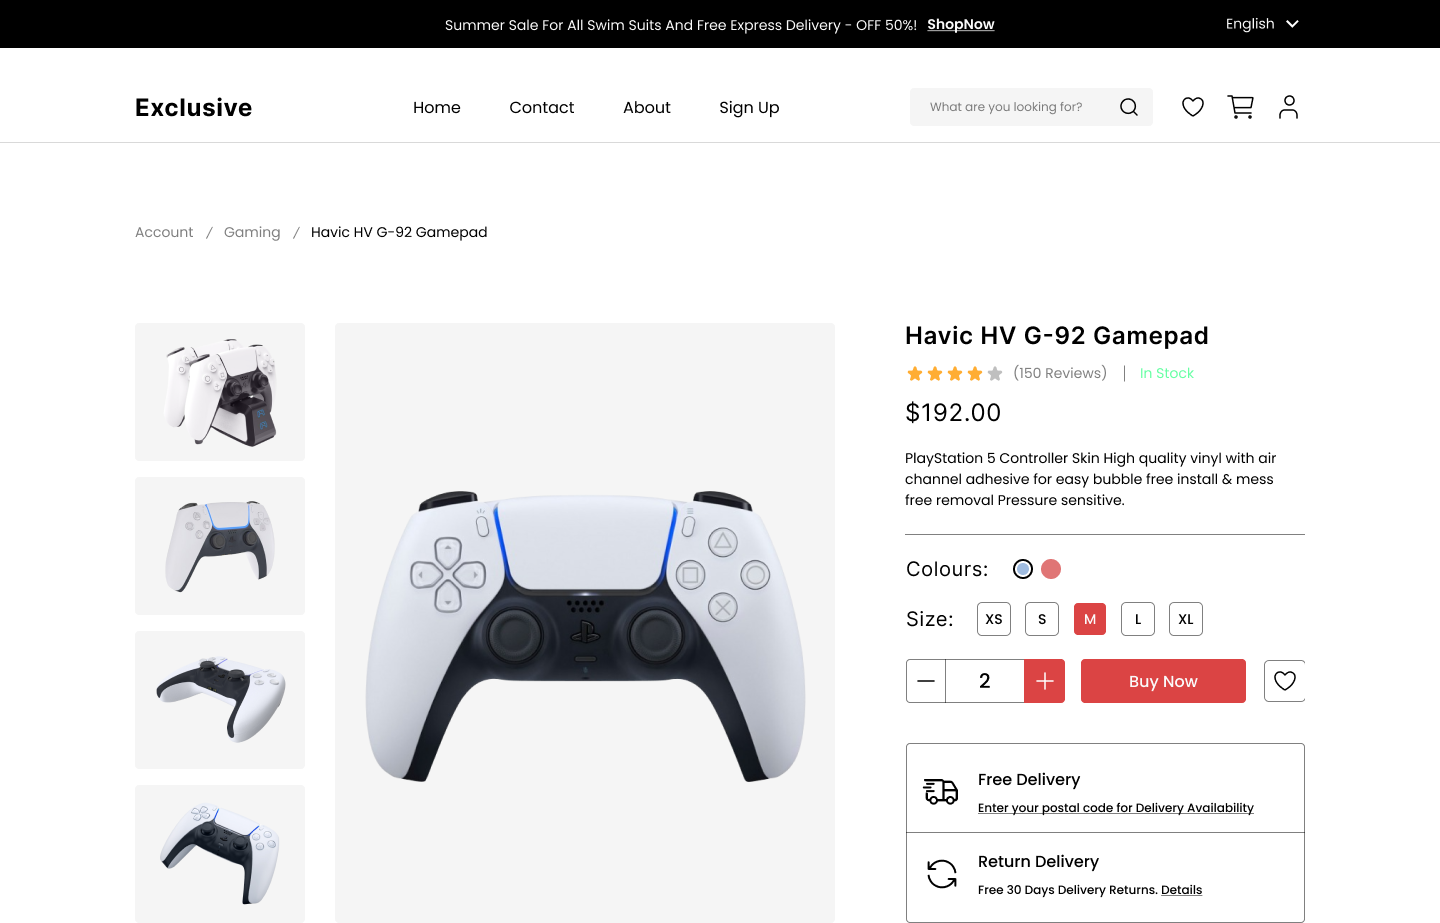 Summer Sale For All Swim Suits And Free Express Delivery - OFF 50%! ShopNow
English
Exclusive
Home Contact About Sign Up
What are you looking for?
Account / Gaming / Havic HV G-92 Gamepad
Havic HV G-92 Gamepad
(150 Reviews) | In Stock
$192.00
PlayStation 5 Controller Skin High quality vinyl with air
channel adhesive for easy bubble free install & mess
free removal Pressure sensitive.
Colours:
Size: XS S M L XL
2 Buy Now
Free Delivery
Enter your postal code for Delivery Availability
Return Delivery
Free 30 Days Delivery Returns. Details